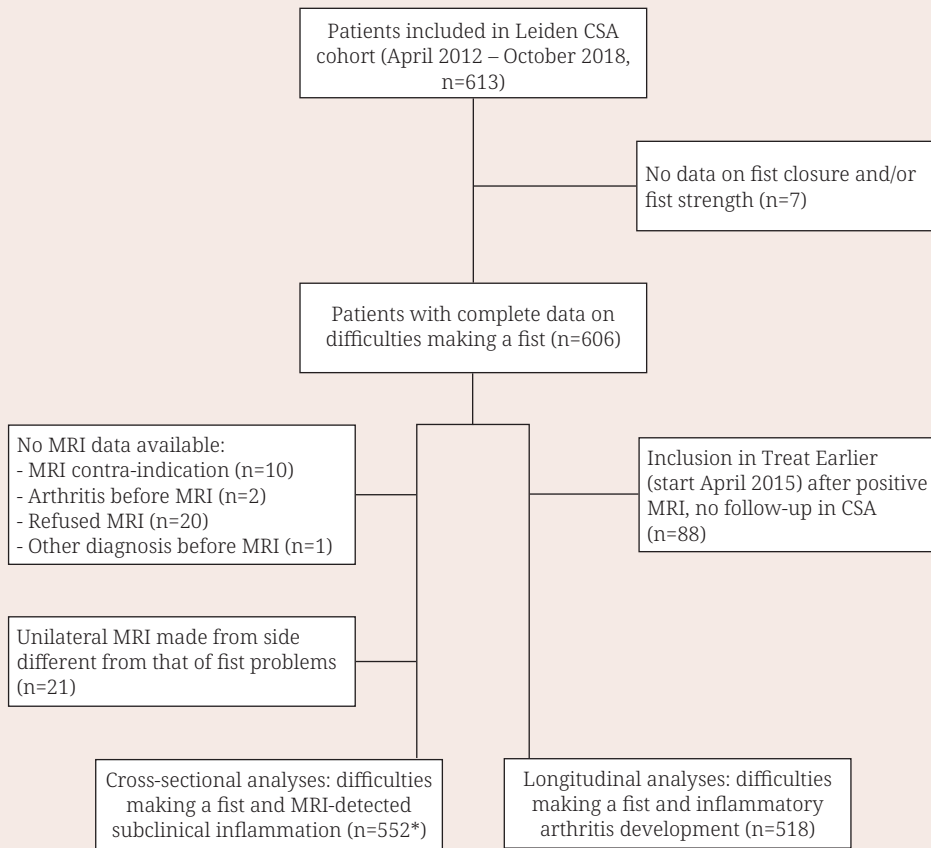 Patients included in Leiden CSA
cohort (April 2012 – October 2018,
n=613)
No data on fist closure and/or
fist strength (n=7)
Patients with complete data on
difficulties making a fist (n=606)
No MRI data available:
- MRI contra-indication (n=10)
- Arthritis before MRI (n=2)
- Refused MRI (n=20)
- Other diagnosis before MRI (n=1)
Inclusion in Treat Earlier
(start April 2015) after positive
MRI, no follow-up in CSA
(n=88)
Unilateral MRI made from side
different from that of fist problems
(n=21)
Cross-sectional analyses: difficulties
making a fist and MRI-detected
subclinical inflammation (n=552*)
Longitudinal analyses: difficulties
making a fist and inflammatory
arthritis development (n=518)